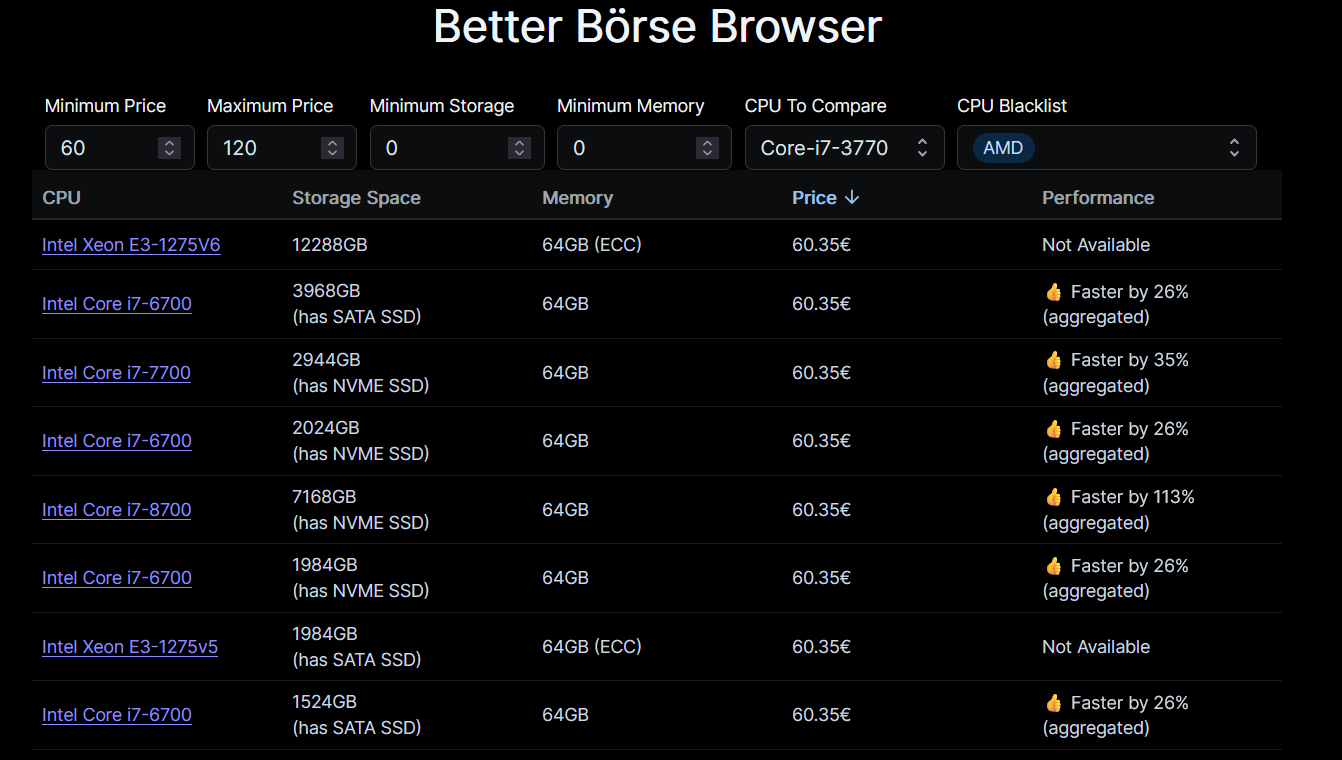 Better Börse Browser
Minimum Price Maximum Price Minimum Storage Minimum Memory CPU To Compare CPU Blacklist
60 120 0 0 Core-i7-3770 AMD
CPU Storage Space Memory Price ↓ Performance
Intel Xeon E3-1275V6 12288GB 64GB (ECC) 60.35€ Not Available
Intel Core i7-6700 3968GB 64GB 60.35€ 👍 Faster by 26%
(has SATA SSD) (aggregated)
Intel Core i7-7700 2944GB 64GB 60.35€ 👍 Faster by 35%
(has NVME SSD) (aggregated)
Intel Core i7-6700 2024GB 64GB 60.35€ 👍 Faster by 26%
(has NVME SSD) (aggregated)
Intel Core i7-8700 7168GB 64GB 60.35€ 👍 Faster by 113%
(has NVME SSD) (aggregated)
Intel Core i7-6700 1984GB 64GB 60.35€ 👍 Faster by 26%
(has NVME SSD) (aggregated)
Intel Xeon E3-1275v5 1984GB 64GB (ECC) 60.35€ Not Available
(has SATA SSD)
Intel Core i7-6700 1524GB 64GB 60.35€ 👍 Faster by 26%
(has SATA SSD) (aggregated)